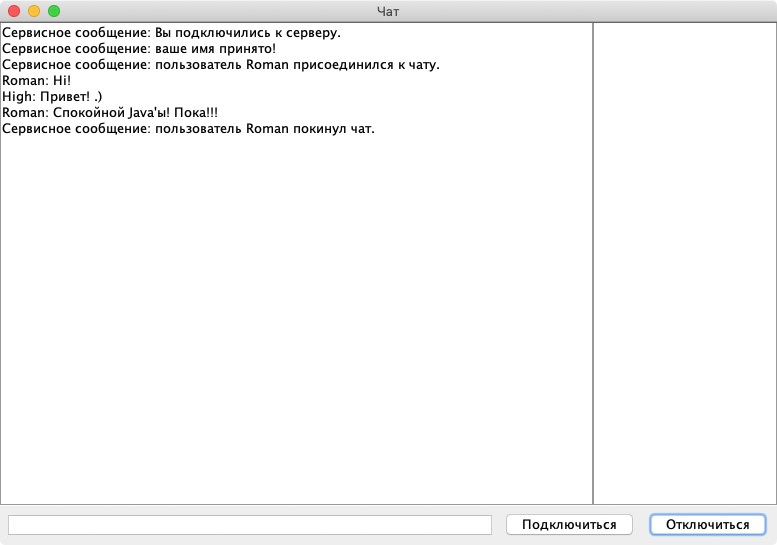 Чат
Сервисное сообщение: Вы подключились к серверу.
Сервисное сообщение: ваше имя принято!
Сервисное сообщение: пользователь Roman присоединился к чату.
Roman: Hi!
High: Привет! .)
Roman: Спокойной Java'ы! Пока!!!
Сервисное сообщение: пользователь Roman покинул чат.
Подключиться
Отключиться